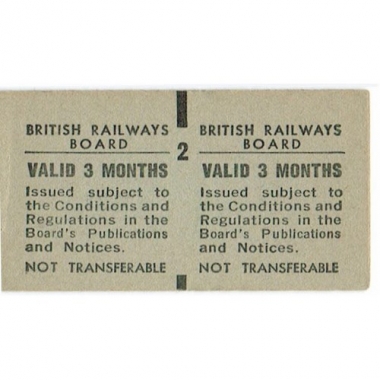 BRITISH RAILWAYS
BOARD
VALID 3 MONTHS
Issued subject to
the Conditions and
Regulations in the
Board's Publications
and Notices.
NOT TRANSFERABLE
2
BRITISH RAILWAYS
BOARD
VALID 3 MONTHS
Issued subject to
the Conditions and
Regulations in the
Board's Publications
and Notices.
NOT TRANSFERABLE